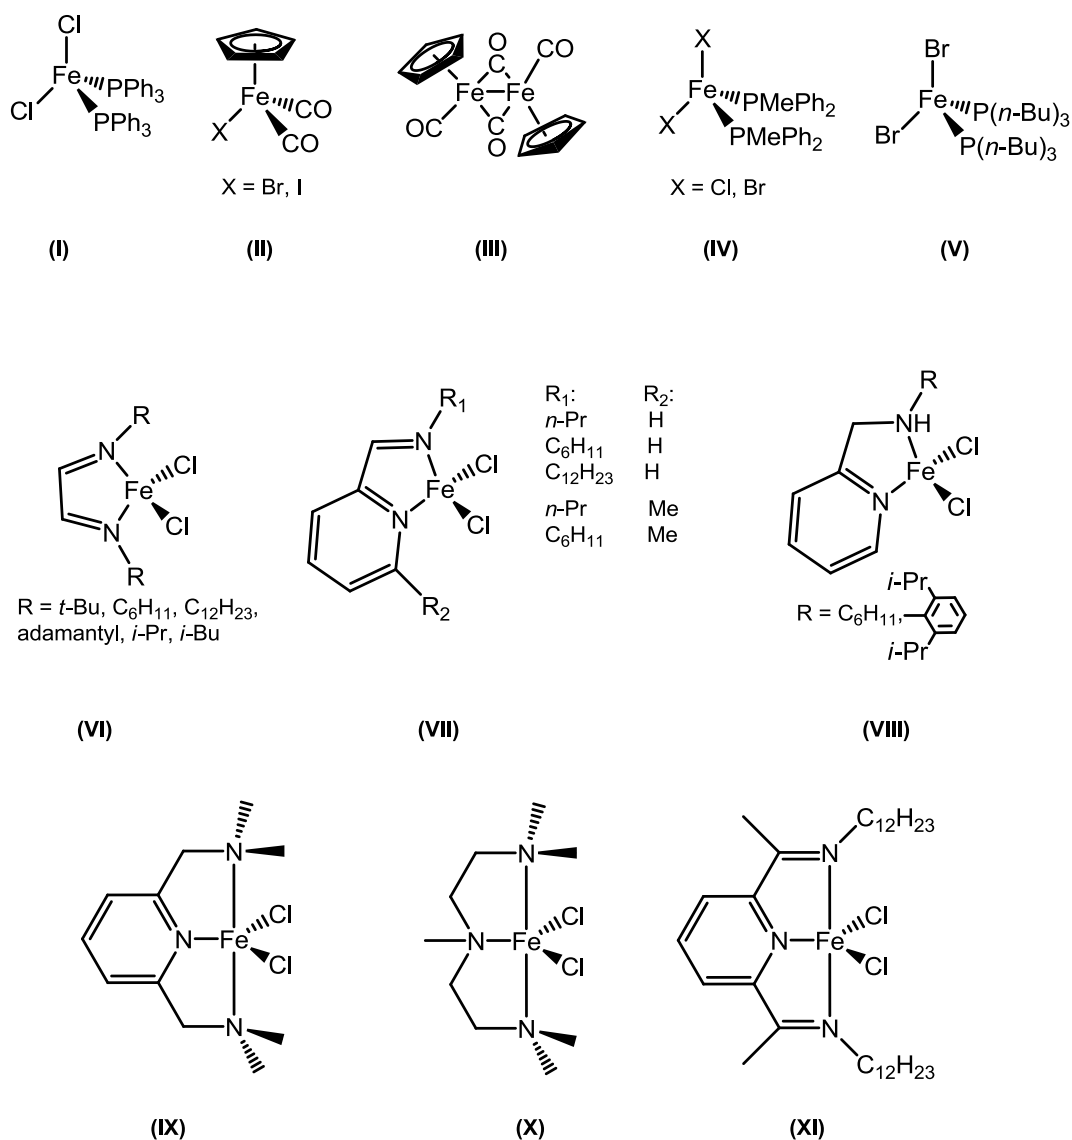 Cl
Fe
Cl
PPh3
PPh3
(I)
Fe
X
CO
CO
X = Br, I
(II)
O
C
CO
Fe
Fe
OC
C
O
(III)
X
Fe
X
PMePh2
PMePh2
X = Cl, Br
(IV)
Br
Fe
Br
P(n-Bu)3
P(n-Bu)3
(V)
R
N
Fe
Cl
Cl
N
R
R = t-Bu, C6H11, C12H23,
adamantyl, i-Pr, i-Bu
(VI)
R1
N
Cl
Fe
N
Cl
R2
R1: R2:
n-Pr H
C6H11 H
C12H23 H
n-Pr Me
C6H11 Me
(VII)
R
NH
Cl
Fe
N
Cl
i-Pr
R = C6H11,
i-Pr
(VIII)
N
Cl
N
Fe
Cl
N
(IX)
N
Cl
N
Fe
Cl
N
(X)
C12H23
N
Cl
N
Fe
Cl
N
C12H23
(XI)